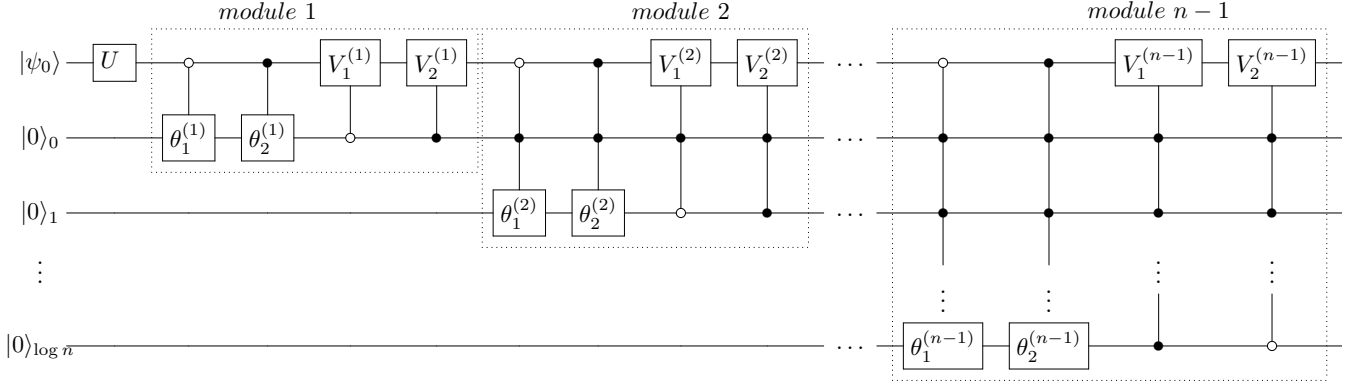 module 1 module 2 module n − 1
|ψ₀⟩ U V₁⁽¹⁾ V₂⁽¹⁾ V₁⁽²⁾ V₂⁽²⁾ ... V₁⁽ⁿ⁻¹⁾ V₂⁽ⁿ⁻¹⁾
|0⟩₀ θ₁⁽¹⁾ θ₂⁽¹⁾ ...
|0⟩₁ θ₁⁽²⁾ θ₂⁽²⁾ ...
⋮ ⋮ ⋮ ⋮ ⋮
|0⟩log n ... θ₁⁽ⁿ⁻¹⁾ θ₂⁽ⁿ⁻¹⁾